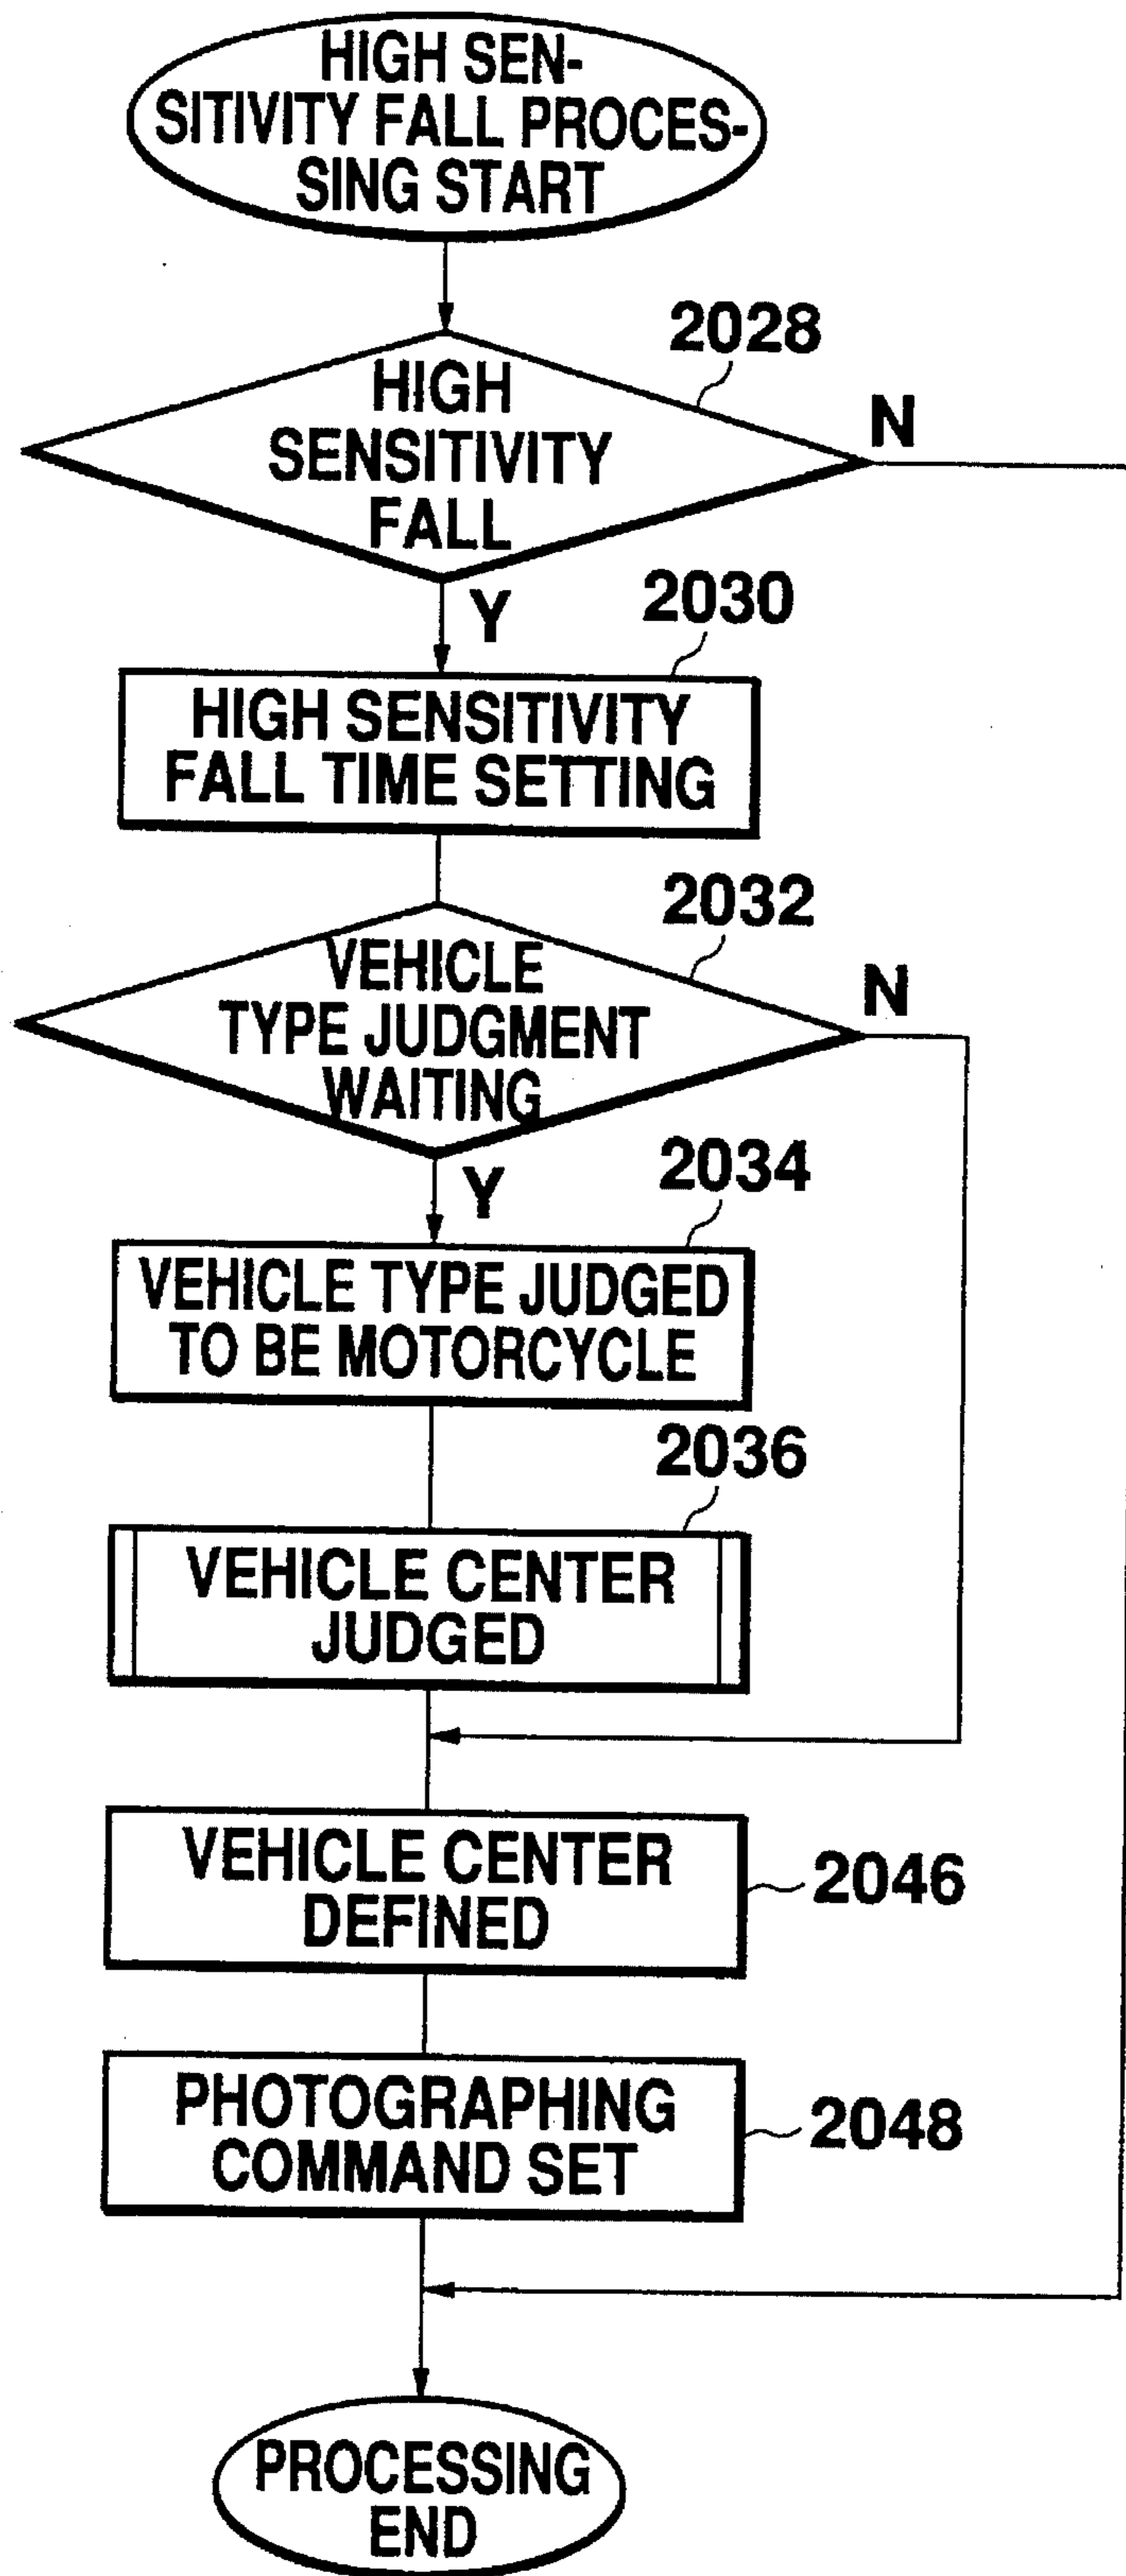 HIGH SEN-
SITIVITY FALL PROCES-
SING START
2028
HIGH
SENSITIVITY
FALL
N
Y
2030
HIGH SENSITIVITY
FALL TIME SETTING
2032
VEHICLE
TYPE JUDGMENT
WAITING
N
Y
2034
VEHICLE TYPE JUDGED
TO BE MOTORCYCLE
2036
VEHICLE CENTER
JUDGED
VEHICLE CENTER
DEFINED
2046
PHOTOGRAPHING
COMMAND SET
2048
PROCESSING
END